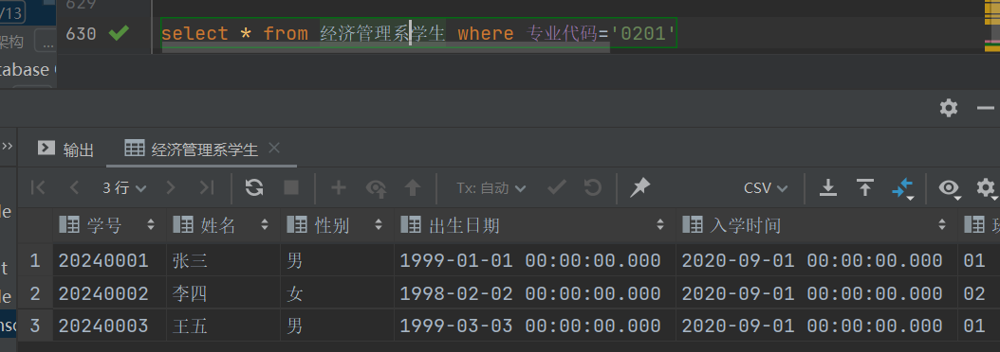 629
/13
630 select * from 经济管理系学生 where 专业代码='0201'
架构 ...
tabase
输出 经济管理系学生
3 行 Tx: 自动 CSV
学号 姓名 性别 出生日期 入学时间
1 20240001 张三 男 1999-01-01 00:00:00.000 2020-09-01 00:00:00.000 01
2 20240002 李四 女 1998-02-02 00:00:00.000 2020-09-01 00:00:00.000 02
3 20240003 王五 男 1999-03-03 00:00:00.000 2020-09-01 00:00:00.000 01